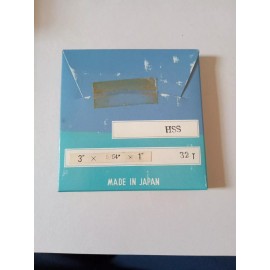 HSS
3" × × 1" 32 T
MADE IN JAPAN